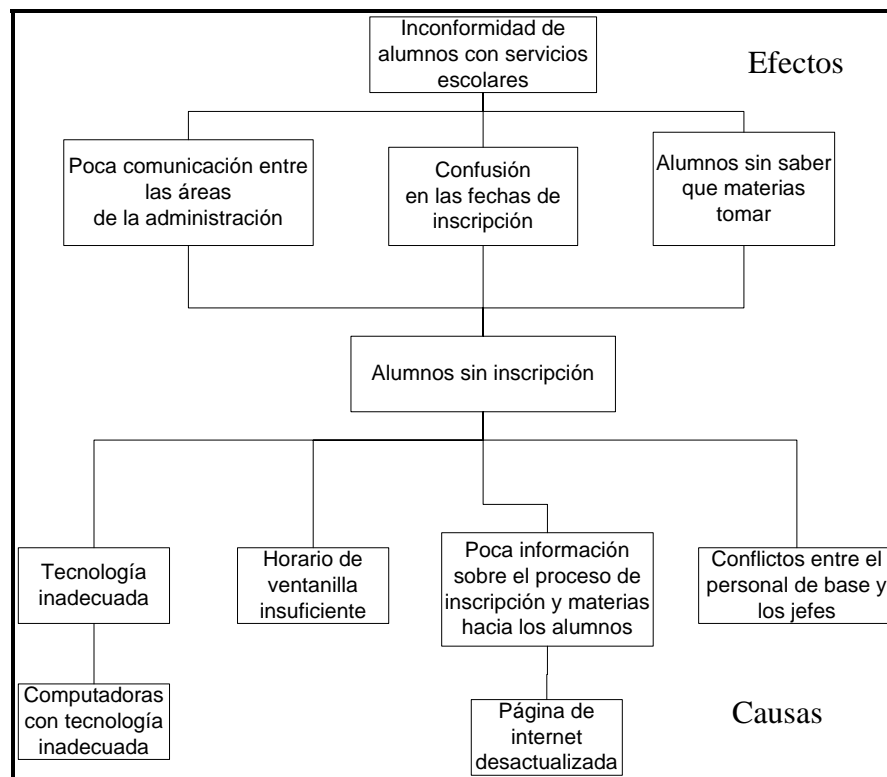 Inconformidad de
alumnos con servicios
escolares
Efectos
Poca comunicación entre
las áreas
de la administración
Confusión
en las fechas de
inscripción
Alumnos sin saber
que materias
tomar
Alumnos sin inscripción
Tecnología
inadecuada
Horario de
ventanilla
insuficiente
Poca información
sobre el proceso de
inscripción y materias
hacia los alumnos
Conflictos entre el
personal de base y
los jefes
Computadoras
con tecnología
inadecuada
Página de
internet
desactualizada
Causas